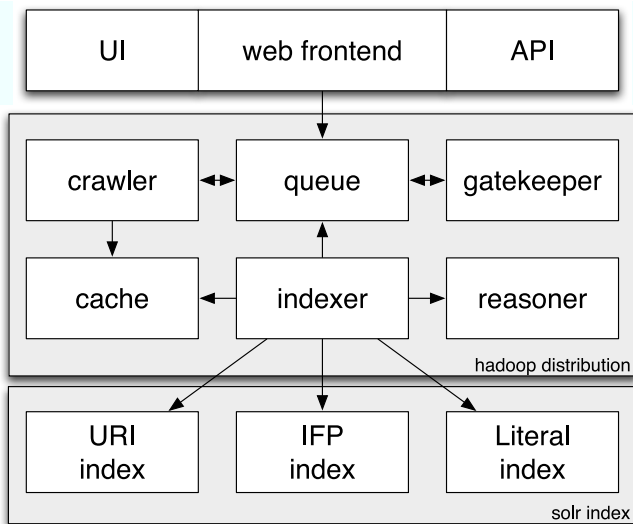 UI web frontend API
crawler queue gatekeeper
cache indexer reasoner
hadoop distribution
URI IFP Literal
index index index
solr index